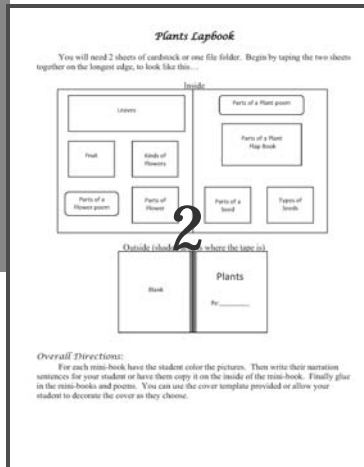 Plants Lapbook
You will need 2 sheets of cardstock or one file folder. Begin by taping the two sheets
together on the longest edge, to look like this…
Inside
Leaves
Fruit
Kinds of
Flowers
Parts of a
Flower poem
Parts of
Flower
Parts of a Plant poem
Parts of a Plant
Flap Book
Parts of a
Seed
Types of
Seeds
2
Outside (shaded where the tape is)
Blank
Plants
By:
Overall Directions:
For each mini-book have the student color the pictures. Then write their narration
sentences for your student or have them copy it on the inside of the mini-book. Finally glue
in the mini-books and poems. You can use the cover template provided or allow your
student to decorate the cover as they choose.